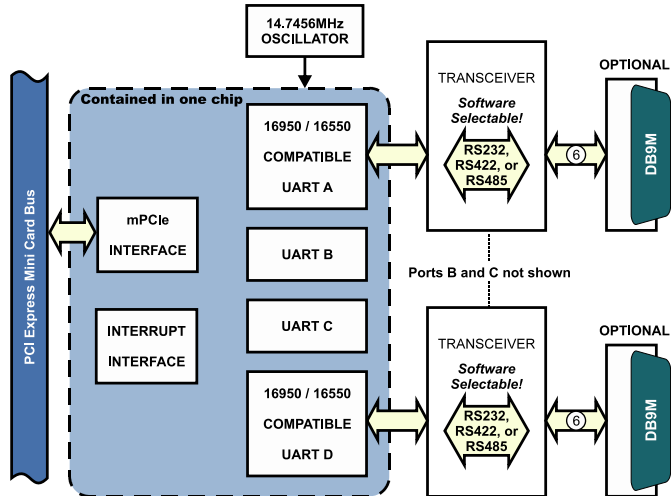 14.7456MHz
OSCILLATOR
PCI Express Mini Card Bus
Contained in one chip
16950 / 16550
COMPATIBLE
UART A
mPCIe
INTERFACE
UART B
INTERRUPT
INTERFACE
UART C
16950 / 16550
COMPATIBLE
UART D
TRANSCEIVER
Software
Selectable!
RS232,
RS422, or
RS485
6
OPTIONAL
DB9M
Ports B and C not shown
TRANSCEIVER
Software
Selectable!
RS232,
RS422, or
RS485
6
OPTIONAL
DB9M